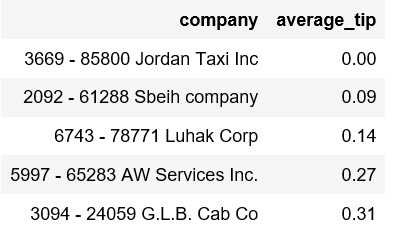 company average_tip
3669 - 85800 Jordan Taxi Inc 0.00
2092 - 61288 Sbeih company 0.09
6743 - 78771 Luhak Corp 0.14
5997 - 65283 AW Services Inc. 0.27
3094 - 24059 G.L.B. Cab Co 0.31